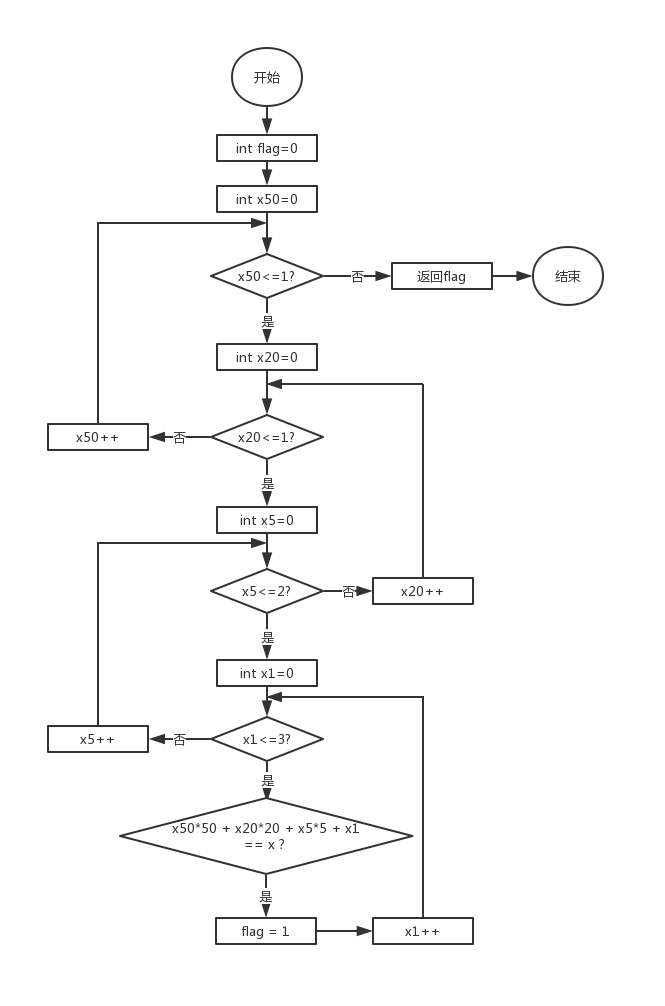 开始
int flag=0
int x50=0
x50<=1?
否
返回flag
结束
是
int x20=0
x50++
否
x20<=1?
是
int x5=0
x5<=2?
否
x20++
是
int x1=0
x5++
否
x1<=3?
是
x50*50 + x20*20 + x5*5 + x1
== x ?
是
flag = 1
x1++